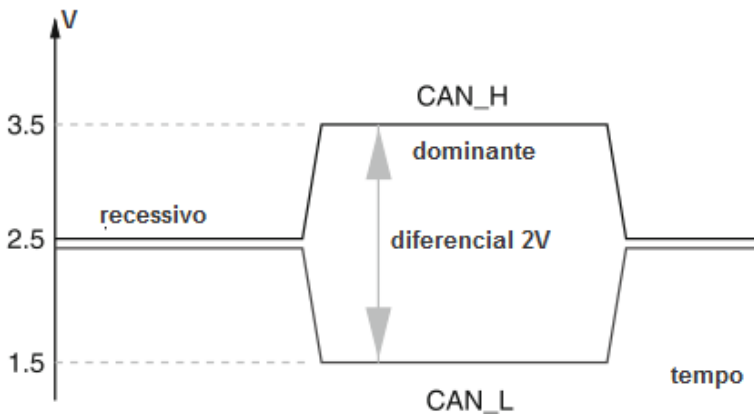 V
CAN_H
3.5
dominante
recessivo
2.5
diferencial 2V
1.5
tempo
CAN_L